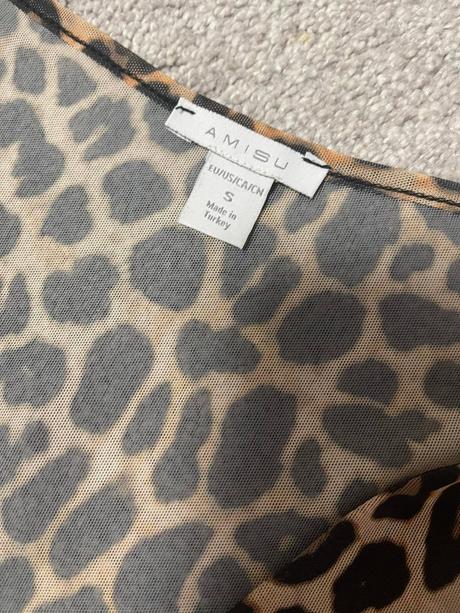 AMISU
EU/US/CA/CN
S
Made in
Turkey